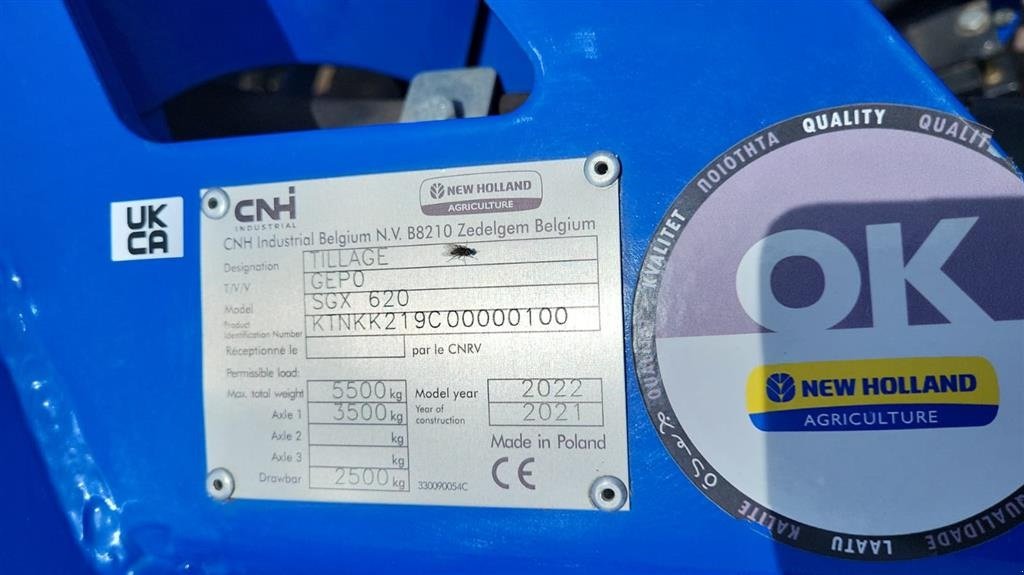 UK
CA
CNH
INDUSTRIAL
NEW HOLLAND
AGRICULTURE
CNH Industrial Belgium N.V. B8210 Zedelgem Belgium
Designation TILLAGE
T/V/V GEPO
Model SGX 620
Product
Identification Number KTNKK219C00000100
Réceptionné le par le CNRV
Permissible load:
Max. total weight 5500 kg Model year 2022
Axle 1 3500 kg Year of construction 2021
Axle 2 kg
Axle 3 kg Made in Poland
Drawbar 2500 kg 330090054C CE
ΠΟΙΟΤΗΤΑ QUALITY QUALIT
KVALITET
QUALITE
OK
NEW HOLLAND
AGRICULTURE
KALITE LAATU QUALIDADE